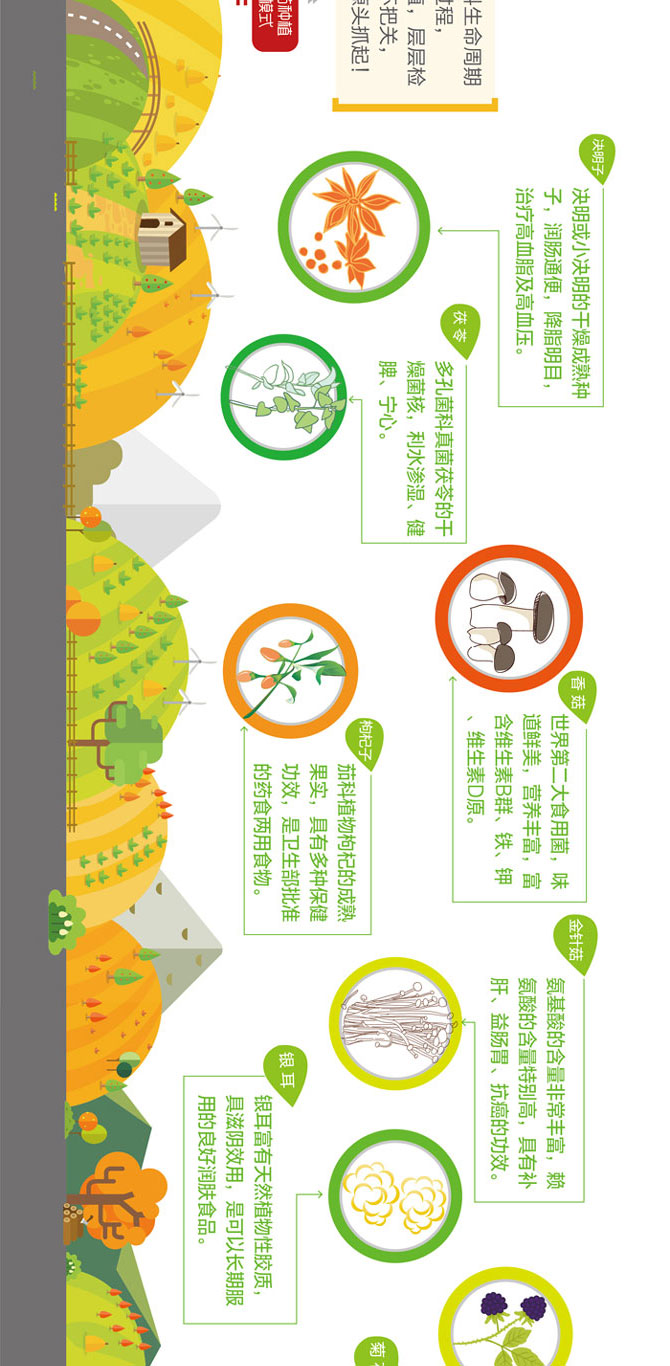 料生命周期
过程，
直，层层检
不把关，
源头抓起！
药种植
模式
决明子
决明或小决明的干燥成熟种
子，润肠通便，降脂明目，
治疗高血脂及高血压。
茯苓
多孔菌科真菌茯苓的干
燥菌核，利水渗湿、健
脾、宁心。
香菇
世界第二大食用菌，味
道鲜美，营养丰富，富
含维生素B群、铁、钾
、维生素D原。
枸杞子
茄科植物枸杞的成熟
果实，具有多种保健
功效，是卫生部批准
的药食两用食物。
金针菇
氨基酸的含量非常丰富，赖
氨酸的含量特别高，具有补
肝、益肠胃、抗癌的功效。
银耳
银耳富有天然植物性胶质，
具滋阴效用，是可以长期服
用的良好润肤食品。
菊